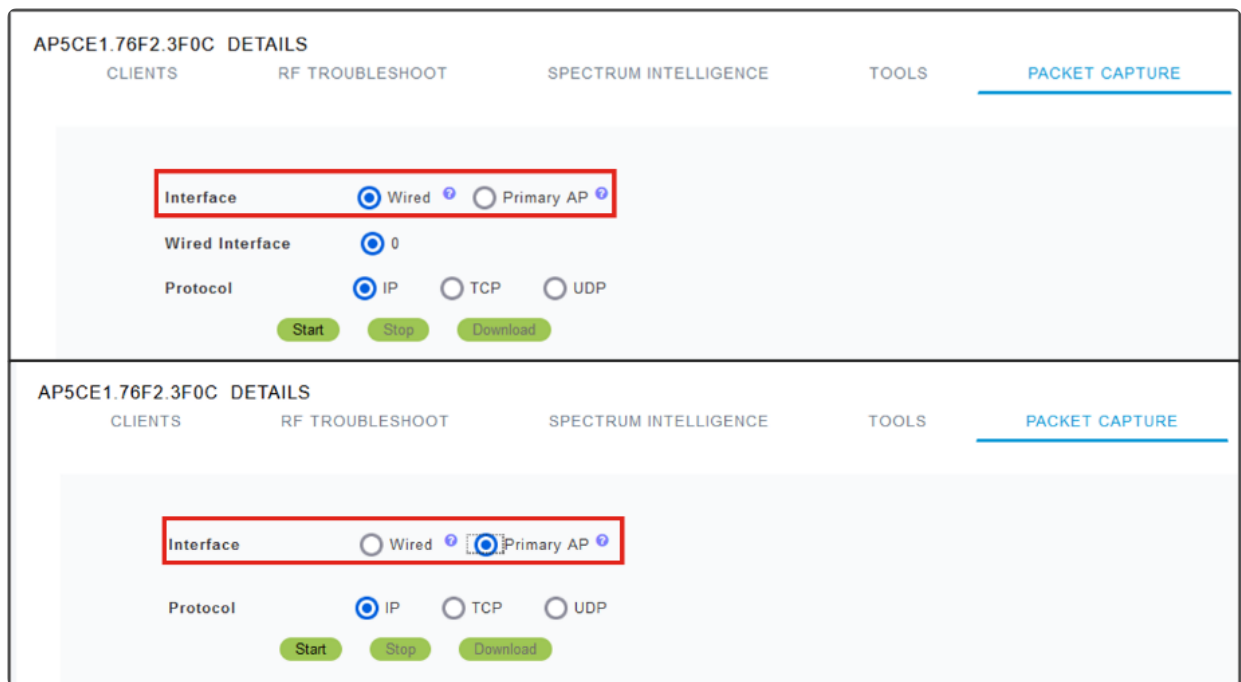 AP5CE1.76F2.3F0C DETAILS
CLIENTS RF TROUBLESHOOT SPECTRUM INTELLIGENCE TOOLS PACKET CAPTURE
Interface Wired ? Primary AP ?
Wired Interface 0
Protocol IP TCP UDP
Start Stop Download
AP5CE1.76F2.3F0C DETAILS
CLIENTS RF TROUBLESHOOT SPECTRUM INTELLIGENCE TOOLS PACKET CAPTURE
Interface Wired ? Primary AP ?
Protocol IP TCP UDP
Start Stop Download